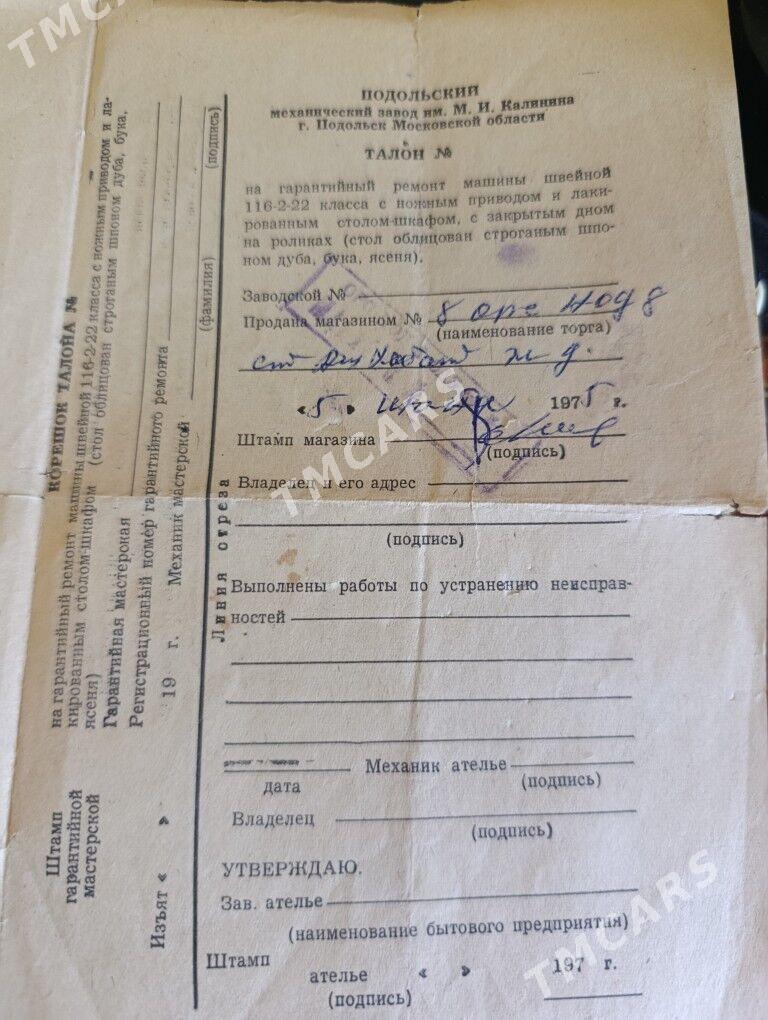 ПОДОЛЬСКИЙ
механический завод им. М. И. Калинина
г. Подольск Московской области
ТАЛОН №
на гарантийный ремонт машины швейной
116-2-22 класса с ножным приводом и лаки-
рованным столом-шкафом, с закрытым дном
на роликах (стол облицован строганым шпо-
ном дуба, бука, ясеня).
Заводской №
Продана магазином № 8 орс нод 8
(наименование торга)
ж д.
« 5 » 1975 г.
Штамп магазина
(подпись)
Владелец и его адрес
(подпись)
Выполнены работы по устранению неисправ-
ностей
Механик ателье
дата (подпись)
Владелец
(подпись)
УТВЕРЖДАЮ.
Зав. ателье
(наименование бытового предприятия)
Штамп « » 197 г.
ателье
(подпись)
Линия отреза
КОРЕШОК ТАЛОНА №
на гарантийный ремонт машины швейной 116-2-22 класса с ножным приводом и ла-
кированным столом-шкафом (стол облицован строганым шпоном дуба, бука,
ясеня)
Гарантийная мастерская
Регистрационный номер гарантийного ремонта
19 г. Механик мастерской
(фамилия) (подпись)
Штамп
гарантийной
мастерской
Изъят « »
TMCARS
TMCARS
TMCARS